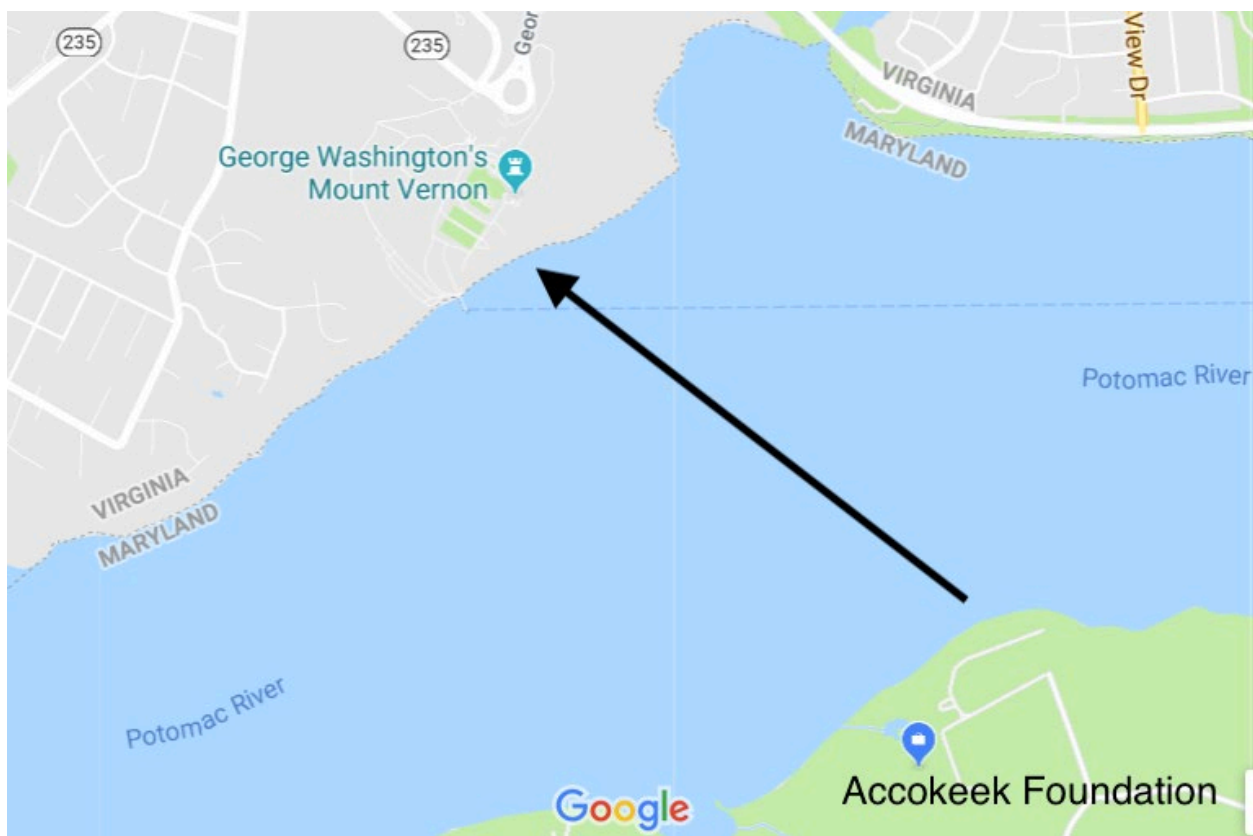 235
235
Geor
View Dr
VIRGINIA
MARYLAND
George Washington's
Mount Vernon
Potomac River
VIRGINIA
MARYLAND
Potomac River
Accokeek Foundation
Google